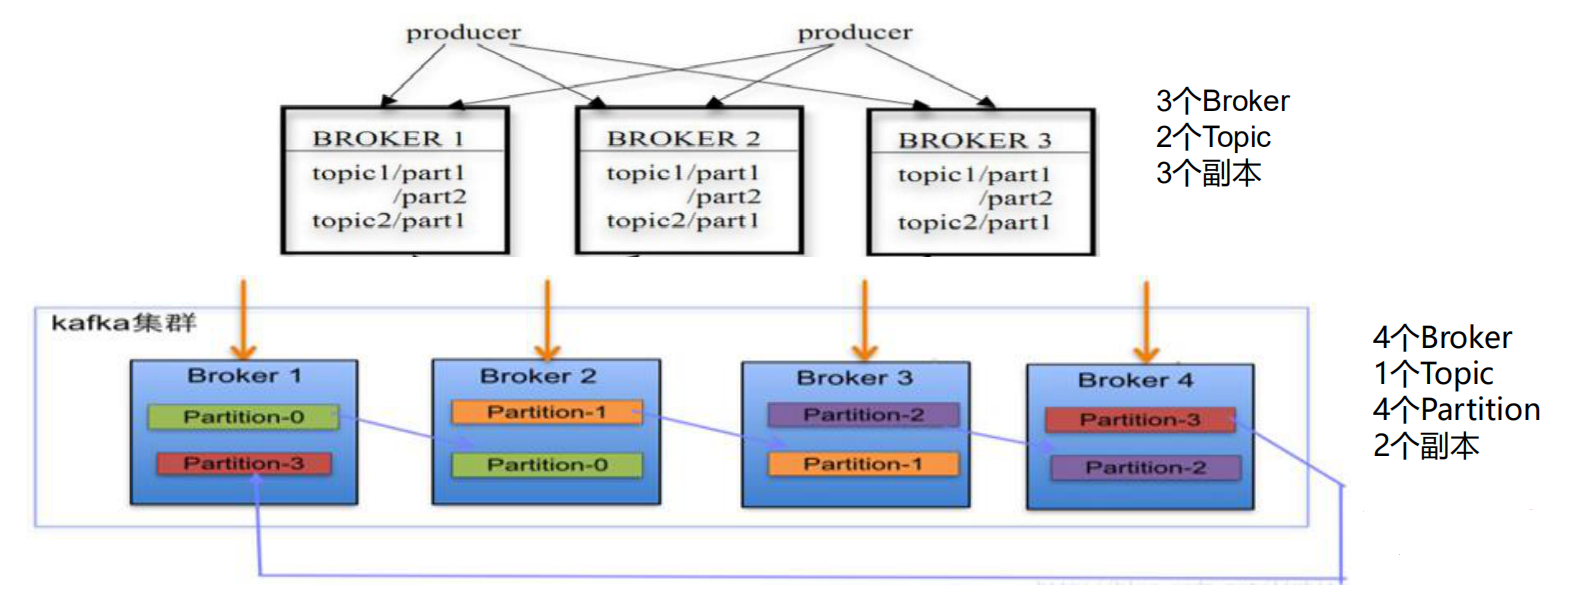 producer
producer
BROKER 1
topic1/part1
/part2
topic2/part1
BROKER 2
topic1/part1
/part2
topic2/part1
BROKER 3
topic1/part1
/part2
topic2/part1
3个Broker
2个Topic
3个副本
kafka集群
Broker 1
Partition-0
Partition-3
Broker 2
Partition-1
Partition-0
Broker 3
Partition-2
Partition-1
Broker 4
Partition-3
Partition-2
4个Broker
1个Topic
4个Partition
2个副本